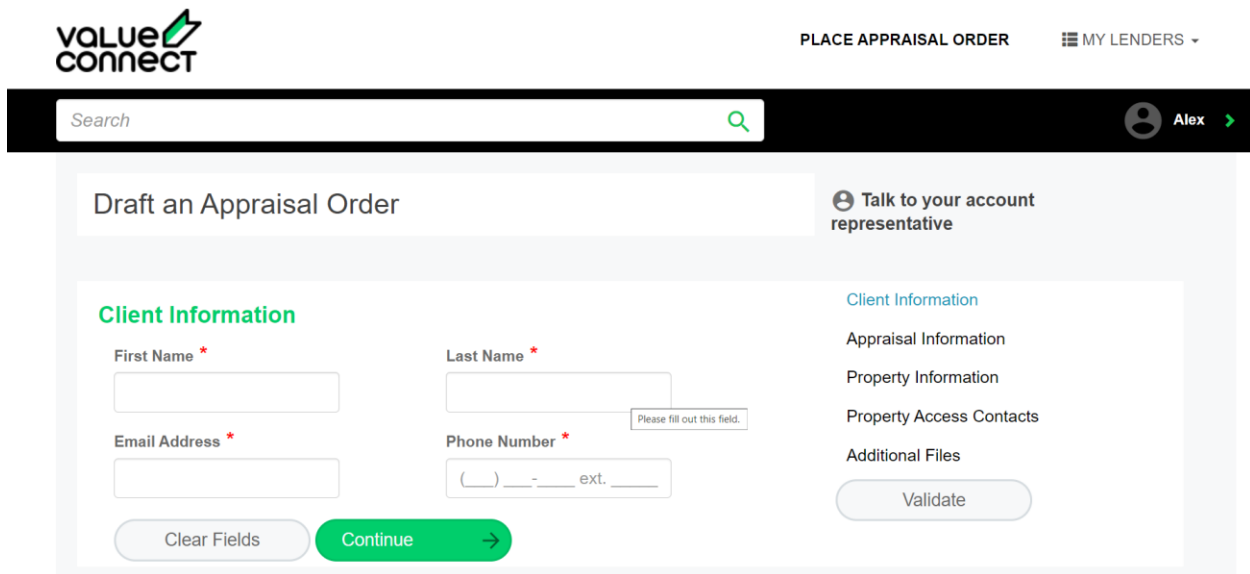 value
connect
PLACE APPRAISAL ORDER
MY LENDERS
Search
Alex
Draft an Appraisal Order
Talk to your account
representative
Client Information
First Name *
Last Name *
Please fill out this field.
Email Address *
Phone Number *
(___) ___-____ ext. _____
Clear Fields
Continue
Client Information
Appraisal Information
Property Information
Property Access Contacts
Additional Files
Validate